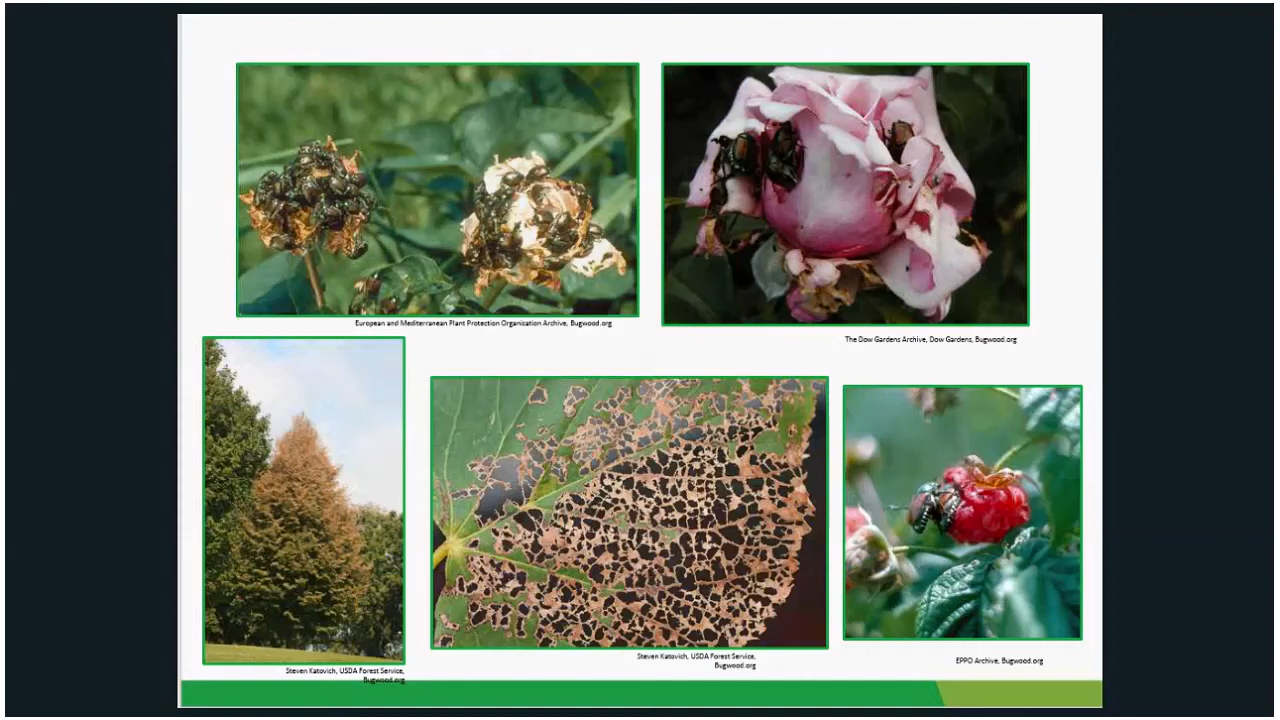 European and Mediterranean Plant Protection Organization Archive, Bugwood.org
The Dow Gardens Archive, Dow Gardens, Bugwood.org
Steven Katovich, USDA Forest Service,
Bugwood.org
Steven Katovich, USDA Forest Service,
Bugwood.org
EPPO Archive, Bugwood.org